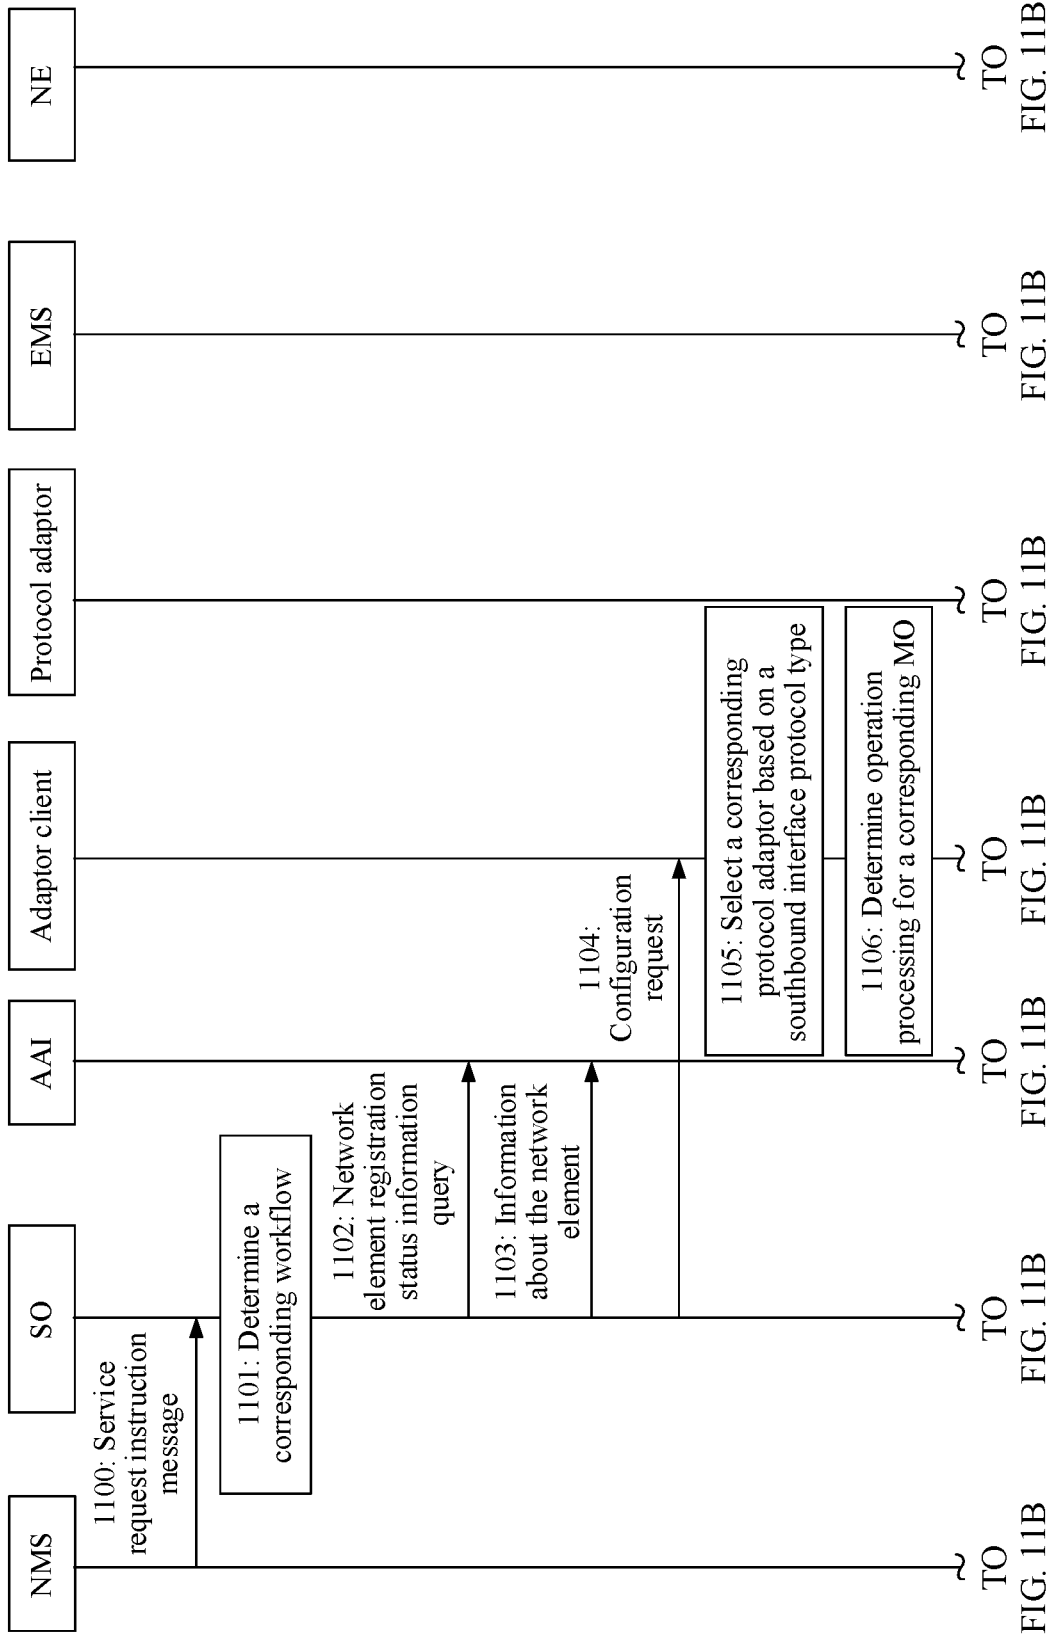 NMS
SO
AAI
Adaptor client
Protocol adaptor
EMS
NE
1100: Service
request instruction
message
1101: Determine a
corresponding workflow
1102: Network
element registration
status information
query
1103: Information
about the network
element
1104:
Configuration
request
1105: Select a corresponding
protocol adaptor based on a
southbound interface protocol type
1106: Determine operation
processing for a corresponding MO
TO
FIG. 11B
TO
FIG. 11B
TO
FIG. 11B
TO
FIG. 11B
TO
FIG. 11B
TO
FIG. 11B
TO
FIG. 11B